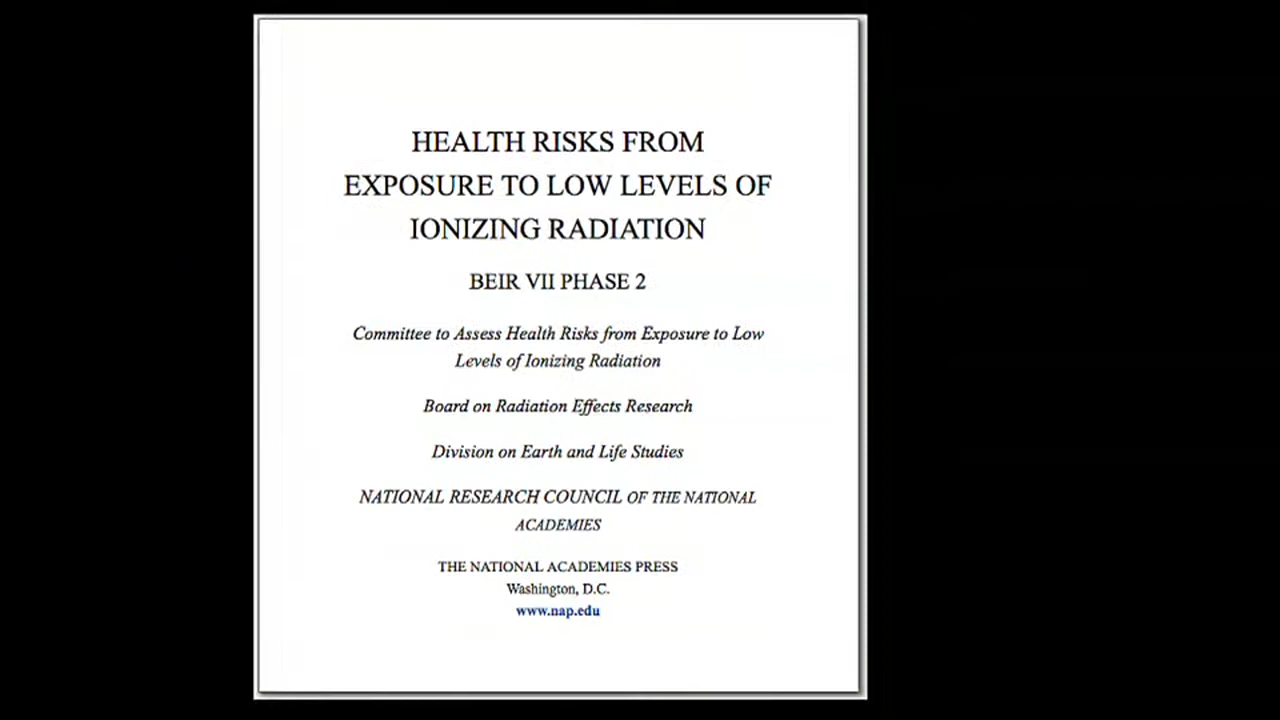 HEALTH RISKS FROM
EXPOSURE TO LOW LEVELS OF
IONIZING RADIATION
BEIR VII PHASE 2
Committee to Assess Health Risks from Exposure to Low
Levels of Ionizing Radiation
Board on Radiation Effects Research
Division on Earth and Life Studies
NATIONAL RESEARCH COUNCIL OF THE NATIONAL
ACADEMIES
THE NATIONAL ACADEMIES PRESS
Washington, D.C.
www.nap.edu